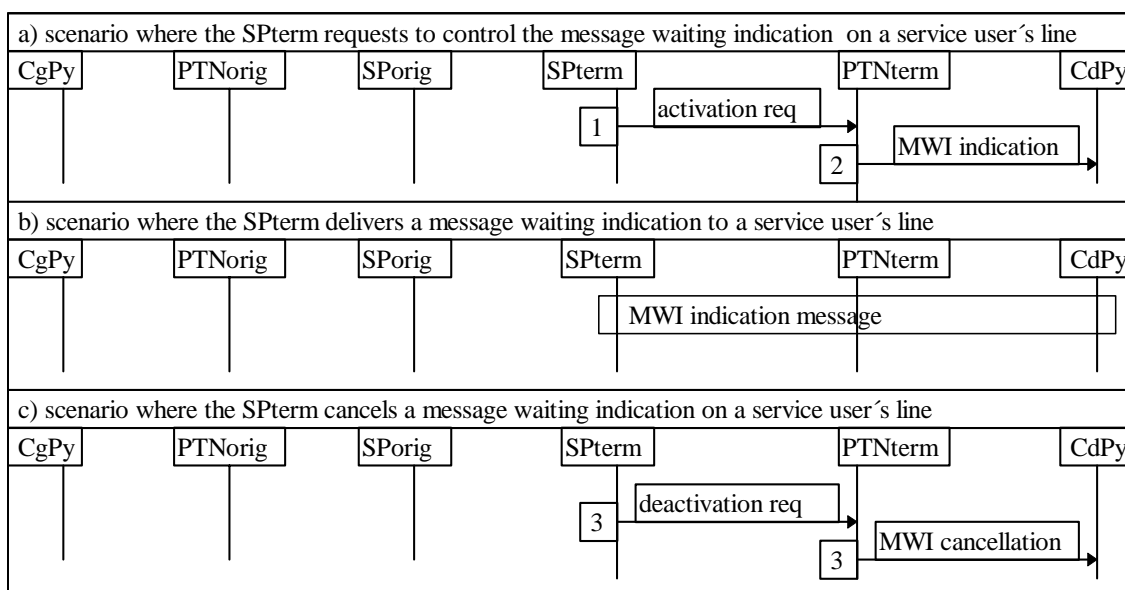 a) scenario where the SPterm requests to control the message waiting indication on a service user´s line
CgPy PTNorig SPorig SPterm PTNterm CdPy
1 activation req
2 MWI indication
b) scenario where the SPterm delivers a message waiting indication to a service user´s line
CgPy PTNorig SPorig SPterm PTNterm CdPy
MWI indication message
c) scenario where the SPterm cancels a message waiting indication on a service user´s line
CgPy PTNorig SPorig SPterm PTNterm CdPy
3 deactivation req
3 MWI cancellation